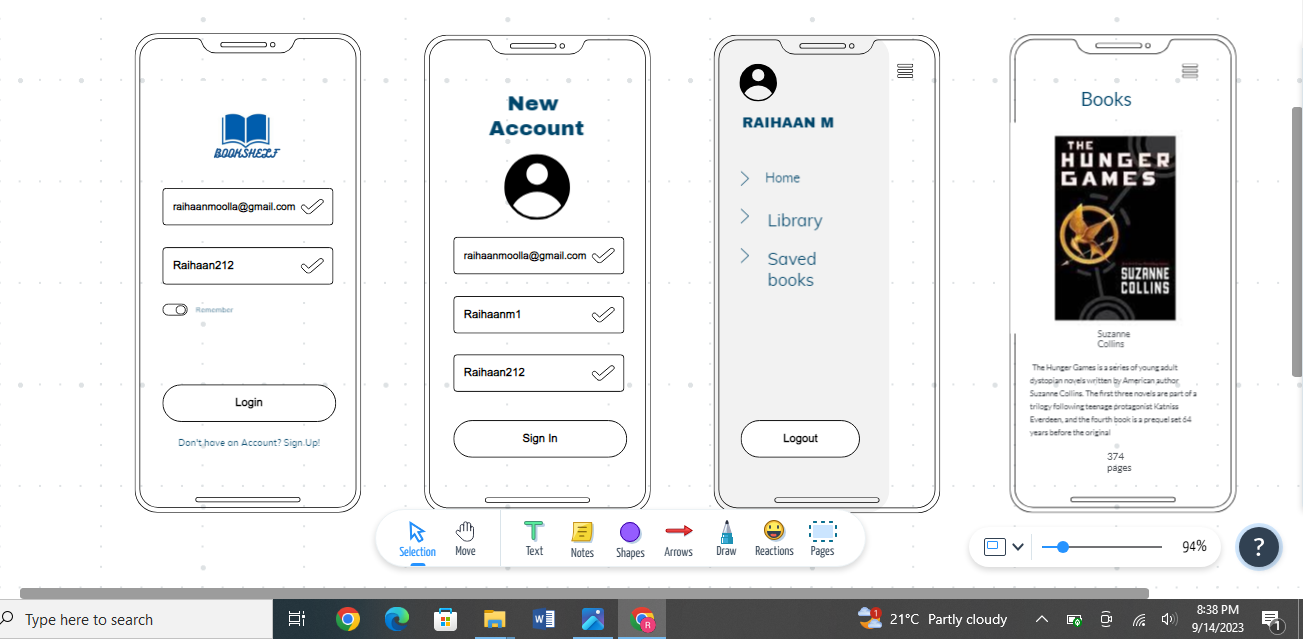 BOOKSHELF
raihaanmoolla@gmail.com
Raihaan212
Remember
Login
Don't have an Account? Sign Up!
New
Account
raihaanmoolla@gmail.com
Raihaanm1
Raihaan212
Sign In
RAIHAAN M
Home
Library
Saved
books
Logout
Books
THE
HUNGER
GAMES
SUZANNE
COLLINS
Suzanne
Collins
The Hunger Games is a series of young adult
dystopian novels written by American author
Suzanne Collins. The first three novels are part of a
trilogy following teenage protagonist Katniss
Everdeen, and the fourth book is a prequel set 64
years before the original
374
pages
Selection
Move
Text
Notes
Shapes
Arrows
Draw
Reactions
Pages
94%
?
Type here to search
W
R
1
21°C Partly cloudy
8:38 PM
9/14/2023
1